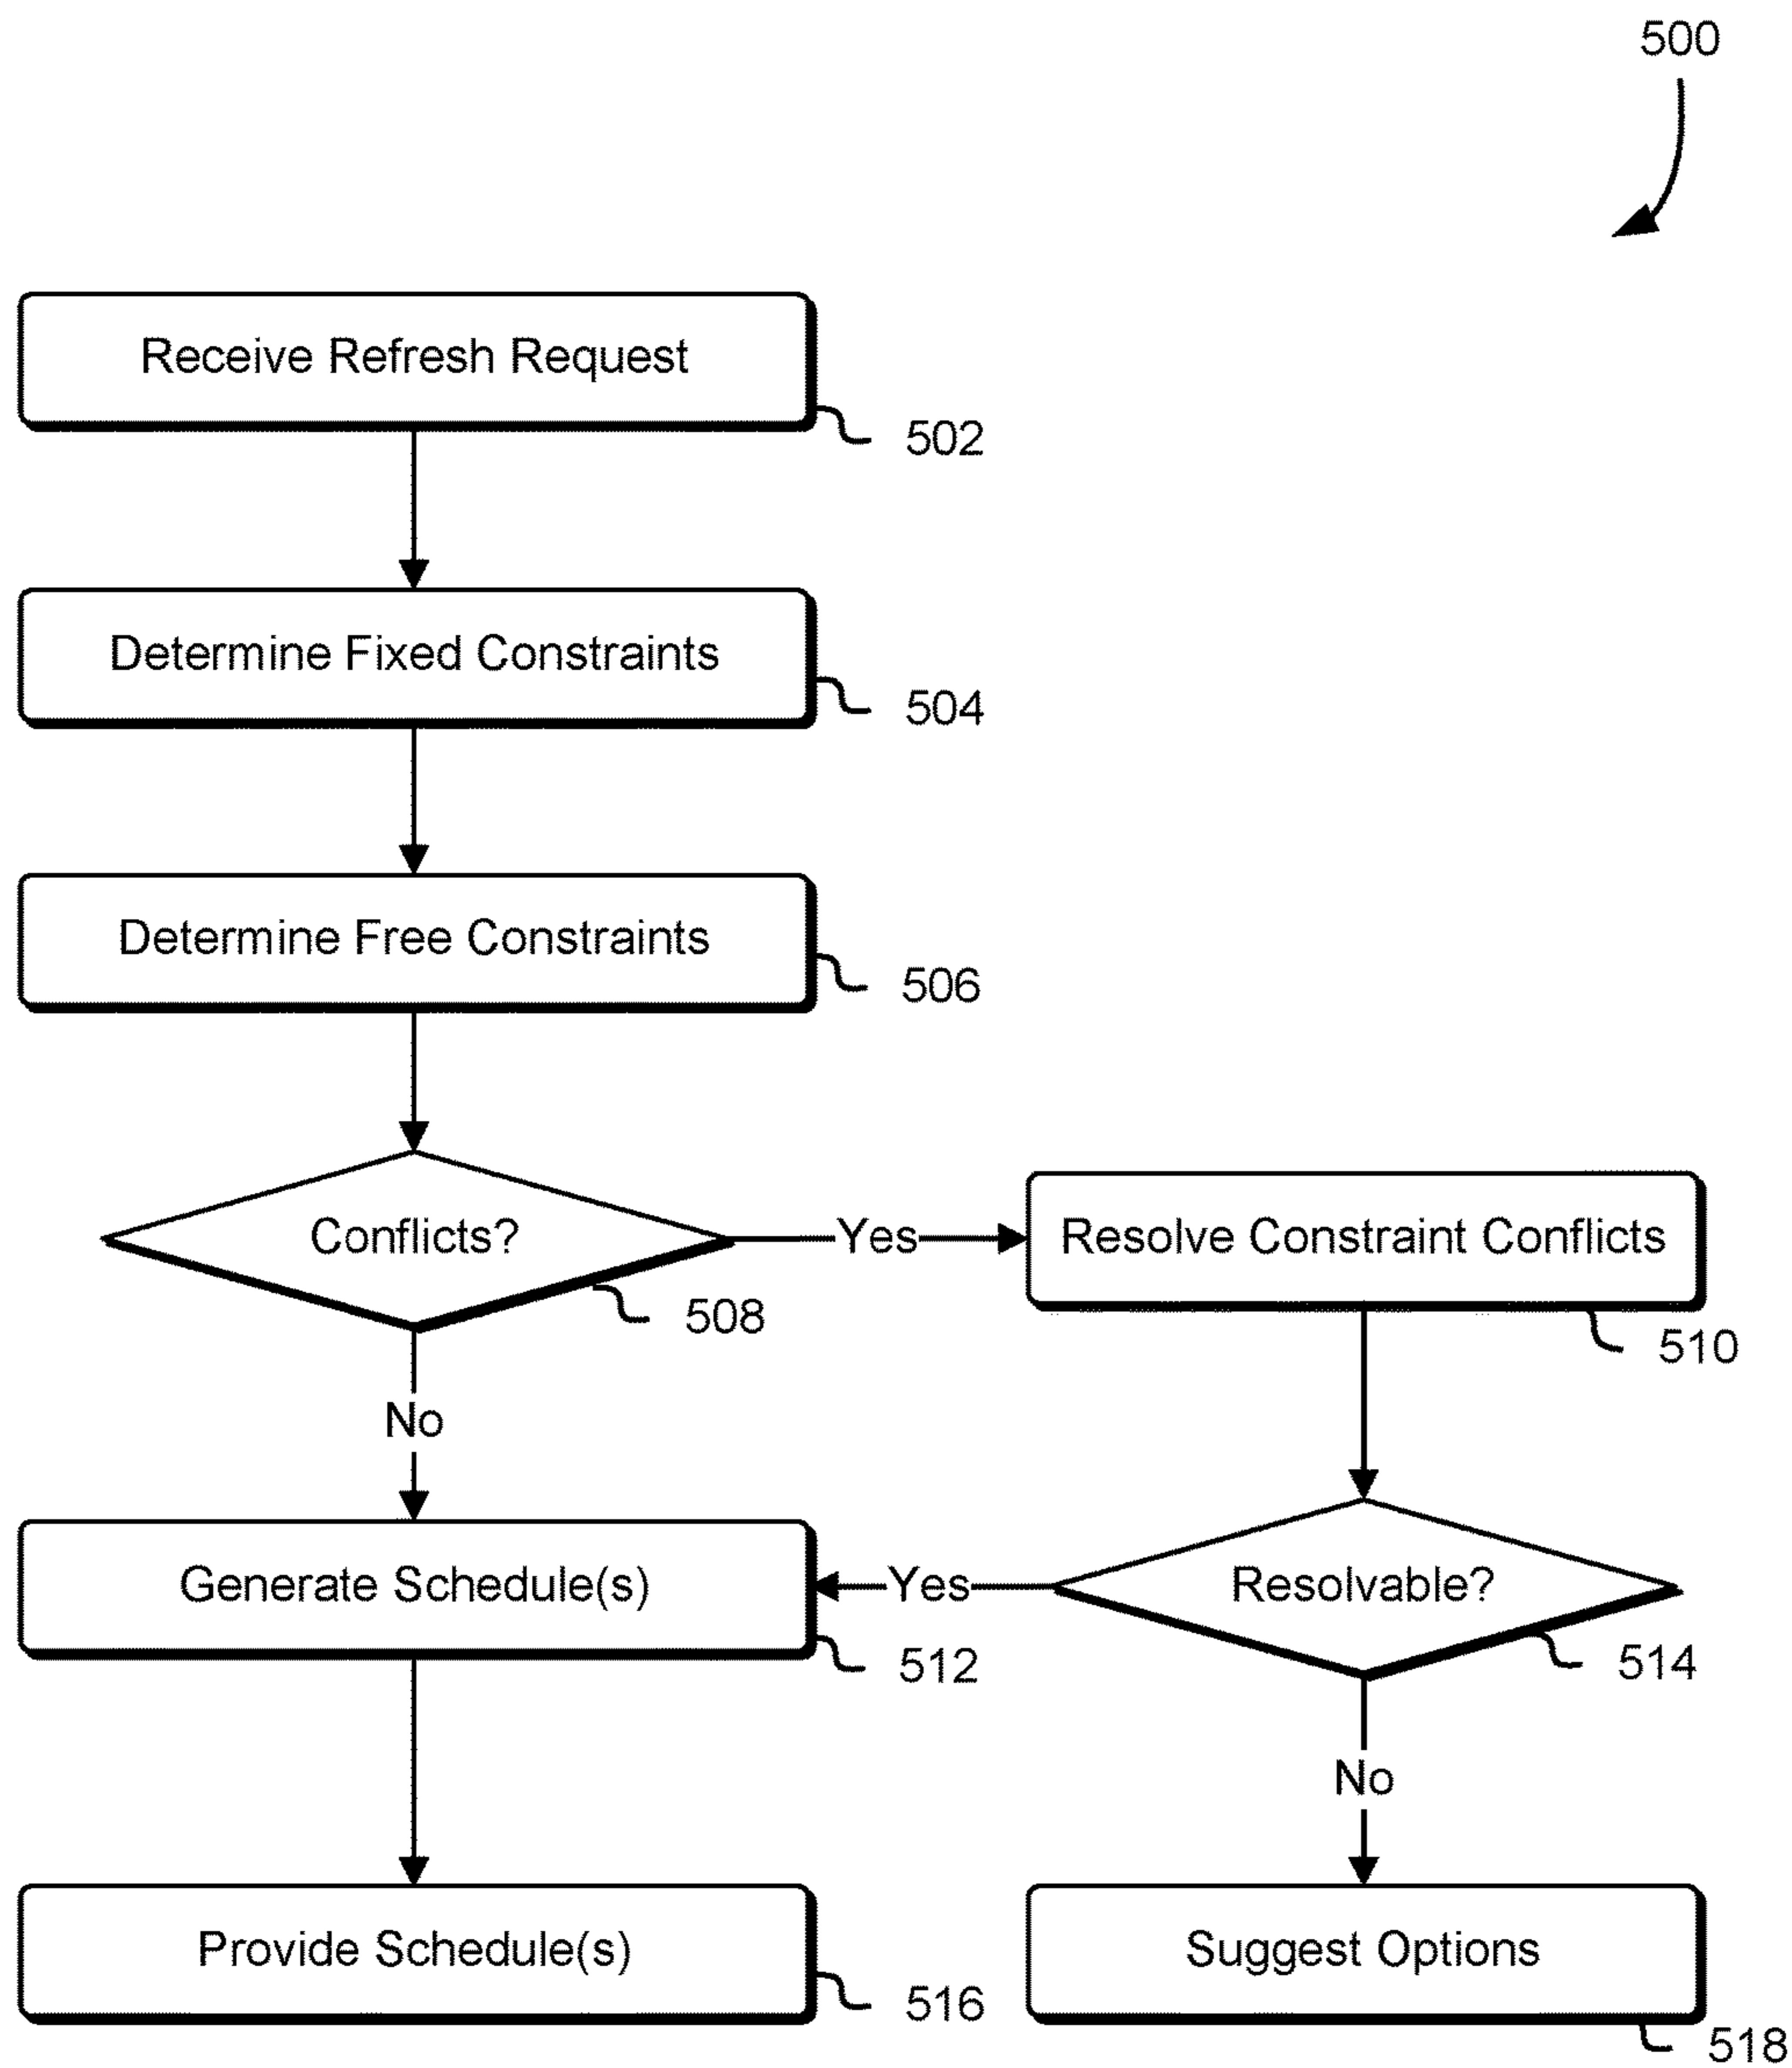 500
Receive Refresh Request
502
Determine Fixed Constraints
504
Determine Free Constraints
506
Conflicts?
Yes
Resolve Constraint Conflicts
508
510
No
Generate Schedule(s)
Yes
Resolvable?
512
514
No
Provide Schedule(s)
Suggest Options
516
518